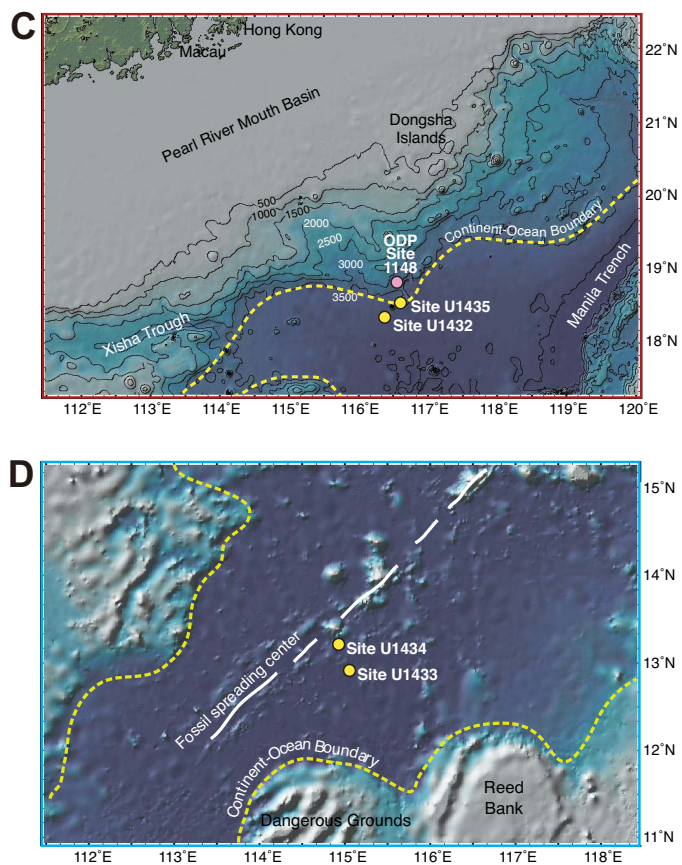 C
Hong Kong
Macau
22˚N
Pearl River Mouth Basin
Dongsha
Islands
21˚N
500
1000
1500
20˚N
2000
2500
ODP
Site
1148
Continent-Ocean Boundary
3000
19˚N
3500
Site U1435
Site U1432
Manila Trench
Xisha Trough
18˚N
112˚E
113˚E
114˚E
115˚E
116˚E
117˚E
118˚E
119˚E
120˚E
D
15˚N
14˚N
Site U1434
Site U1433
13˚N
Fossil spreading center
Continent-Ocean Boundary
12˚N
Reed
Bank
Dangerous Grounds
11˚N
112˚E
113˚E
114˚E
115˚E
116˚E
117˚E
118˚E